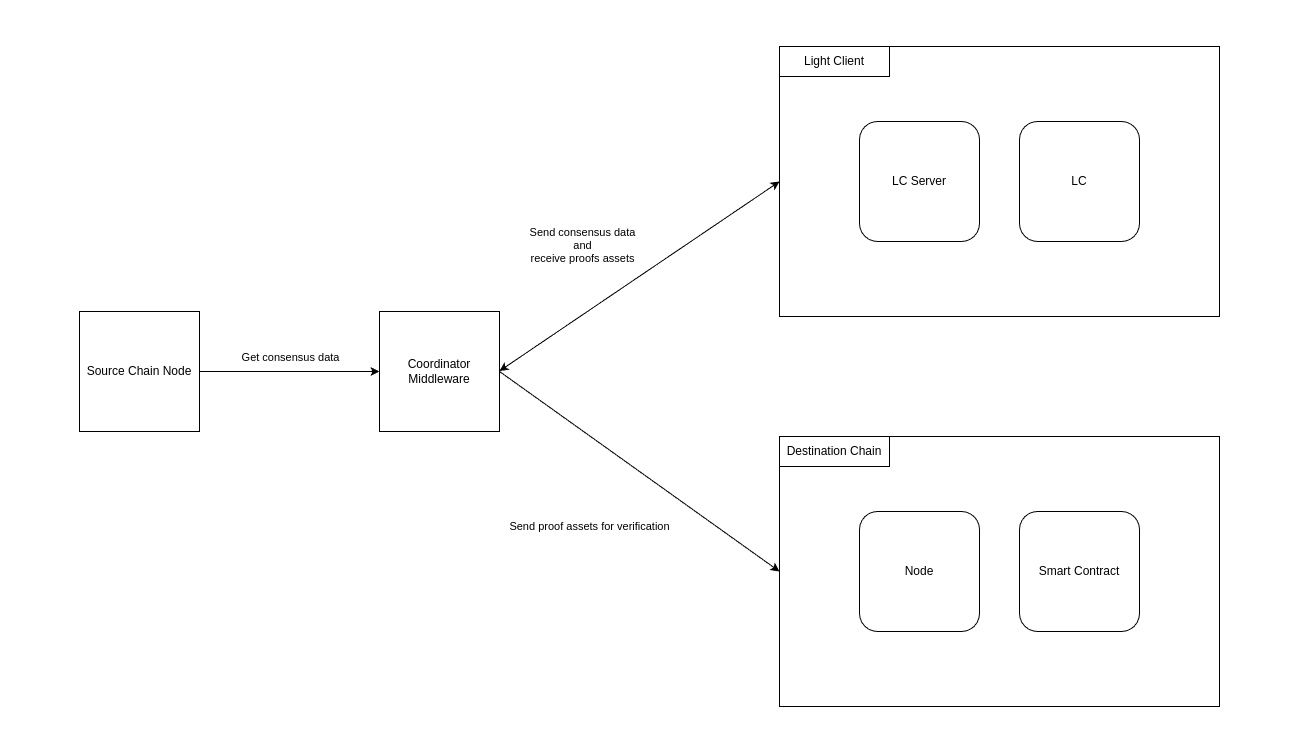 Light Client
LC Server
LC
Send consensus data
and
receive proofs assets
Source Chain Node
Get consensus data
Coordinator
Middleware
Destination Chain
Send proof assets for verification
Node
Smart Contract